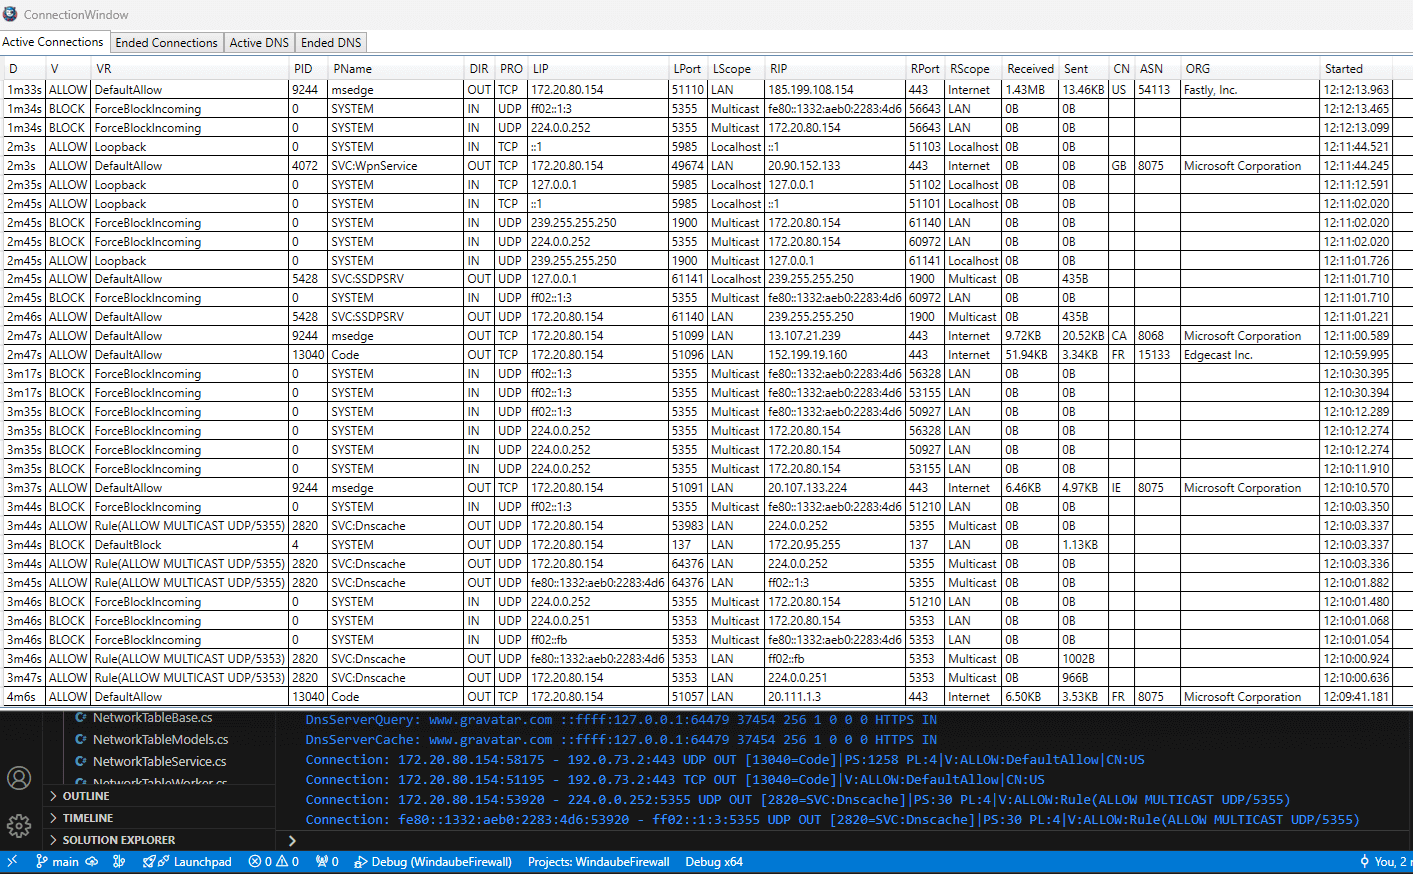 ConnectionWindow
Active Connections Ended Connections Active DNS Ended DNS
D V VR PID PName DIR PRO LIP LPort LScope RIP RPort RScope Received Sent CN ASN ORG Started
1m33s ALLOW DefaultAllow 9244 msedge OUT TCP 172.20.80.154 51110 LAN 185.199.108.154 443 Internet 1.43MB 13.46KB US 54113 Fastly, Inc. 12:12:13.963
1m34s BLOCK ForceBlockIncoming 0 SYSTEM IN UDP ff02::1:3 5355 Multicast fe80::1332:aeb0:2283:4d6 56643 LAN 0B 0B 12:12:13.465
1m34s BLOCK ForceBlockIncoming 0 SYSTEM IN UDP 224.0.0.252 5355 Multicast 172.20.80.154 56643 LAN 0B 0B 12:12:13.099
2m3s ALLOW Loopback 0 SYSTEM IN TCP ::1 5985 Localhost ::1 51103 Localhost 0B 0B 12:11:44.521
2m3s ALLOW DefaultAllow 4072 SVC:WpnService OUT TCP 172.20.80.154 49674 LAN 20.90.152.133 443 Internet 0B 0B GB 8075 Microsoft Corporation 12:11:44.245
2m35s ALLOW Loopback 0 SYSTEM IN TCP 127.0.0.1 5985 Localhost 127.0.0.1 51102 Localhost 0B 0B 12:11:12.591
2m45s ALLOW Loopback 0 SYSTEM IN TCP ::1 5985 Localhost ::1 51101 Localhost 0B 0B 12:11:02.020
2m45s BLOCK ForceBlockIncoming 0 SYSTEM IN UDP 239.255.255.250 1900 Multicast 172.20.80.154 61140 LAN 0B 0B 12:11:02.020
2m45s BLOCK ForceBlockIncoming 0 SYSTEM IN UDP 224.0.0.252 5355 Multicast 172.20.80.154 60972 LAN 0B 0B 12:11:02.020
2m45s ALLOW Loopback 0 SYSTEM IN UDP 239.255.255.250 1900 Multicast 127.0.0.1 61141 Localhost 0B 0B 12:11:01.726
2m45s ALLOW DefaultAllow 5428 SVC:SSDPSRV OUT UDP 127.0.0.1 61141 Localhost 239.255.255.250 1900 Multicast 0B 435B 12:11:01.710
2m45s BLOCK ForceBlockIncoming 0 SYSTEM IN UDP ff02::1:3 5355 Multicast fe80::1332:aeb0:2283:4d6 60972 LAN 0B 0B 12:11:01.710
2m46s ALLOW DefaultAllow 5428 SVC:SSDPSRV OUT UDP 172.20.80.154 61140 LAN 239.255.255.250 1900 Multicast 0B 435B 12:11:01.221
2m47s ALLOW DefaultAllow 9244 msedge OUT TCP 172.20.80.154 51099 LAN 13.107.21.239 443 Internet 9.72KB 20.52KB CA 8068 Microsoft Corporation 12:11:00.589
2m47s ALLOW DefaultAllow 13040 Code OUT TCP 172.20.80.154 51096 LAN 152.199.19.160 443 Internet 51.94KB 3.34KB FR 15133 Edgecast Inc. 12:10:59.995
3m17s BLOCK ForceBlockIncoming 0 SYSTEM IN UDP ff02::1:3 5355 Multicast fe80::1332:aeb0:2283:4d6 56328 LAN 0B 0B 12:10:30.395
3m17s BLOCK ForceBlockIncoming 0 SYSTEM IN UDP ff02::1:3 5355 Multicast fe80::1332:aeb0:2283:4d6 53155 LAN 0B 0B 12:10:30.394
3m35s BLOCK ForceBlockIncoming 0 SYSTEM IN UDP ff02::1:3 5355 Multicast fe80::1332:aeb0:2283:4d6 50927 LAN 0B 0B 12:10:12.289
3m35s BLOCK ForceBlockIncoming 0 SYSTEM IN UDP 224.0.0.252 5355 Multicast 172.20.80.154 56328 LAN 0B 0B 12:10:12.274
3m35s BLOCK ForceBlockIncoming 0 SYSTEM IN UDP 224.0.0.252 5355 Multicast 172.20.80.154 50927 LAN 0B 0B 12:10:12.274
3m35s BLOCK ForceBlockIncoming 0 SYSTEM IN UDP 224.0.0.252 5355 Multicast 172.20.80.154 53155 LAN 0B 0B 12:10:11.910
3m37s ALLOW DefaultAllow 9244 msedge OUT TCP 172.20.80.154 51091 LAN 20.107.133.224 443 Internet 6.46KB 4.97KB IE 8075 Microsoft Corporation 12:10:10.570
3m44s BLOCK ForceBlockIncoming 0 SYSTEM IN UDP ff02::1:3 5355 Multicast fe80::1332:aeb0:2283:4d6 51210 LAN 0B 0B 12:10:03.350
3m44s ALLOW Rule(ALLOW MULTICAST UDP/5355) 2820 SVC:Dnscache OUT UDP 172.20.80.154 53983 LAN 224.0.0.252 5355 Multicast 0B 0B 12:10:03.337
3m44s BLOCK DefaultBlock 4 SYSTEM OUT UDP 172.20.80.154 137 LAN 172.20.95.255 137 LAN 0B 1.13KB 12:10:03.337
3m44s ALLOW Rule(ALLOW MULTICAST UDP/5355) 2820 SVC:Dnscache OUT UDP 172.20.80.154 64376 LAN 224.0.0.252 5355 Multicast 0B 0B 12:10:03.336
3m45s ALLOW Rule(ALLOW MULTICAST UDP/5355) 2820 SVC:Dnscache OUT UDP fe80::1332:aeb0:2283:4d6 64376 LAN ff02::1:3 5355 Multicast 0B 0B 12:10:01.882
3m46s BLOCK ForceBlockIncoming 0 SYSTEM IN UDP 224.0.0.252 5355 Multicast 172.20.80.154 51210 LAN 0B 0B 12:10:01.480
3m46s BLOCK ForceBlockIncoming 0 SYSTEM IN UDP 224.0.0.251 5353 Multicast 172.20.80.154 5353 LAN 0B 0B 12:10:01.068
3m46s BLOCK ForceBlockIncoming 0 SYSTEM IN UDP ff02::fb 5353 Multicast fe80::1332:aeb0:2283:4d6 5353 LAN 0B 0B 12:10:01.054
3m46s ALLOW Rule(ALLOW MULTICAST UDP/5353) 2820 SVC:Dnscache OUT UDP fe80::1332:aeb0:2283:4d6 5353 LAN ff02::fb 5353 Multicast 0B 1002B 12:10:00.924
3m47s ALLOW Rule(ALLOW MULTICAST UDP/5353) 2820 SVC:Dnscache OUT UDP 172.20.80.154 5353 LAN 224.0.0.251 5353 Multicast 0B 966B 12:10:00.636
4m6s ALLOW DefaultAllow 13040 Code OUT TCP 172.20.80.154 51057 LAN 20.111.1.3 443 Internet 6.50KB 3.53KB FR 8075 Microsoft Corporation 12:09:41.181
C# NetworkTableBase.cs
C# NetworkTableModels.cs
C# NetworkTableService.cs
C# NetworkTableWorker.cs
OUTLINE
TIMELINE
SOLUTION EXPLORER
DnsServerQuery: www.gravatar.com ::ffff:127.0.0.1:64479 37454 256 1 0 0 0 HTTPS IN
DnsServerCache: www.gravatar.com ::ffff:127.0.0.1:64479 37454 256 1 0 0 0 HTTPS IN
Connection: 172.20.80.154:58175 - 192.0.73.2:443 UDP OUT [13040=Code]|PS:1258 PL:4|V:ALLOW:DefaultAllow|CN:US
Connection: 172.20.80.154:51195 - 192.0.73.2:443 TCP OUT [13040=Code]|V:ALLOW:DefaultAllow|CN:US
Connection: 172.20.80.154:53920 - 224.0.0.252:5355 UDP OUT [2820=SVC:Dnscache]|PS:30 PL:4|V:ALLOW:Rule(ALLOW MULTICAST UDP/5355)
Connection: fe80::1332:aeb0:2283:4d6:53920 - ff02::1:3:5355 UDP OUT [2820=SVC:Dnscache]|PS:30 PL:4|V:ALLOW:Rule(ALLOW MULTICAST UDP/5355)
main Launchpad 0 0 0 Debug (WindaubeFirewall) Projects: WindaubeFirewall Debug x64 You, 2